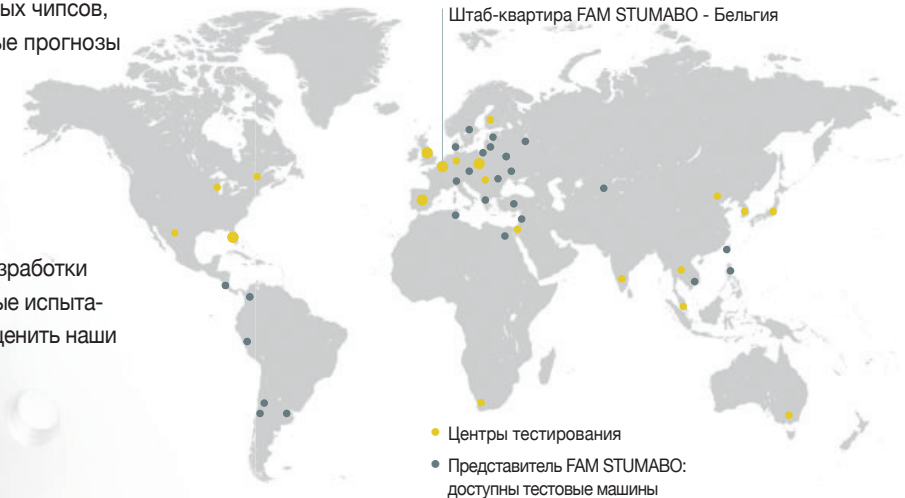 ых чипсов,
ые прогнозы
зработки
ые испыта-
ценить наши
Штаб-квартира FAM STUMABO - Бельгия
Центры тестирования
Представитель FAM STUMABO:
доступны тестовые машины